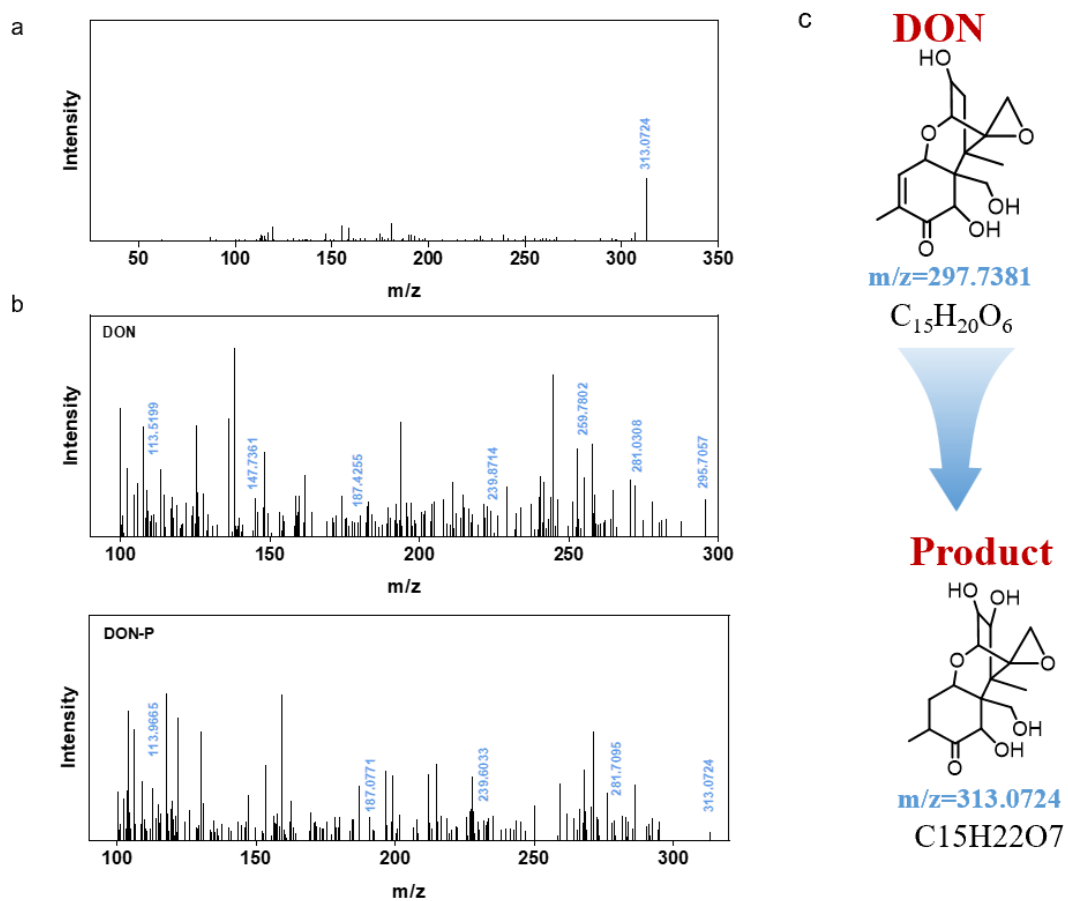 a
Intensity
313.0724
50 100 150 200 250 300 350
m/z
b
DON
Intensity
113.5199
147.7361
187.4255
239.8714
259.7802
281.0308
295.7057
100 150 200 250 300
m/z
DON-P
Intensity
113.9665
187.0771
239.6033
281.7095
313.0724
100 150 200 250 300
m/z
c
DON
HO
O
O
OH
OH
O
m/z=297.7381
C₁₅H₂₀O₆
Product
HO OH
O
O
OH
OH
O
m/z=313.0724
C15H22O7